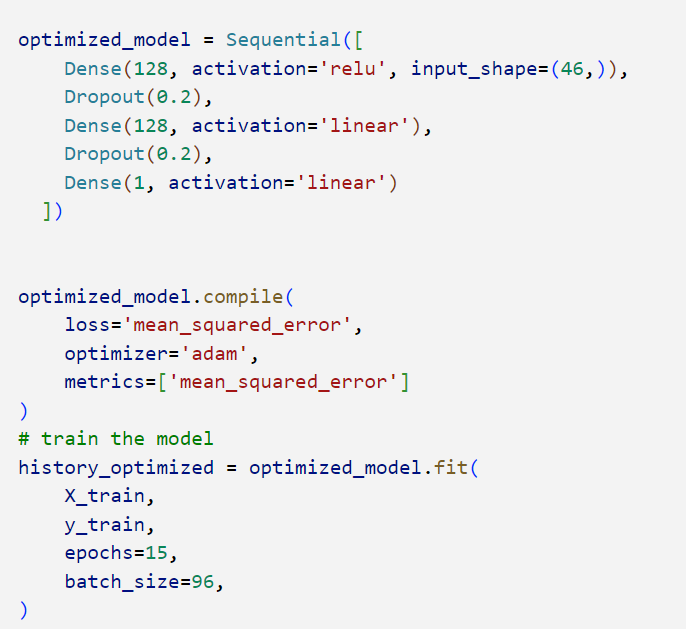 optimized_model = Sequential([
    Dense(128, activation='relu', input_shape=(46,)),
    Dropout(0.2),
    Dense(128, activation='linear'),
    Dropout(0.2),
    Dense(1, activation='linear')
  ])
optimized_model.compile(
    loss='mean_squared_error',
    optimizer='adam',
    metrics=['mean_squared_error']
)
# train the model
history_optimized = optimized_model.fit(
    X_train,
    y_train,
    epochs=15,
    batch_size=96,
)